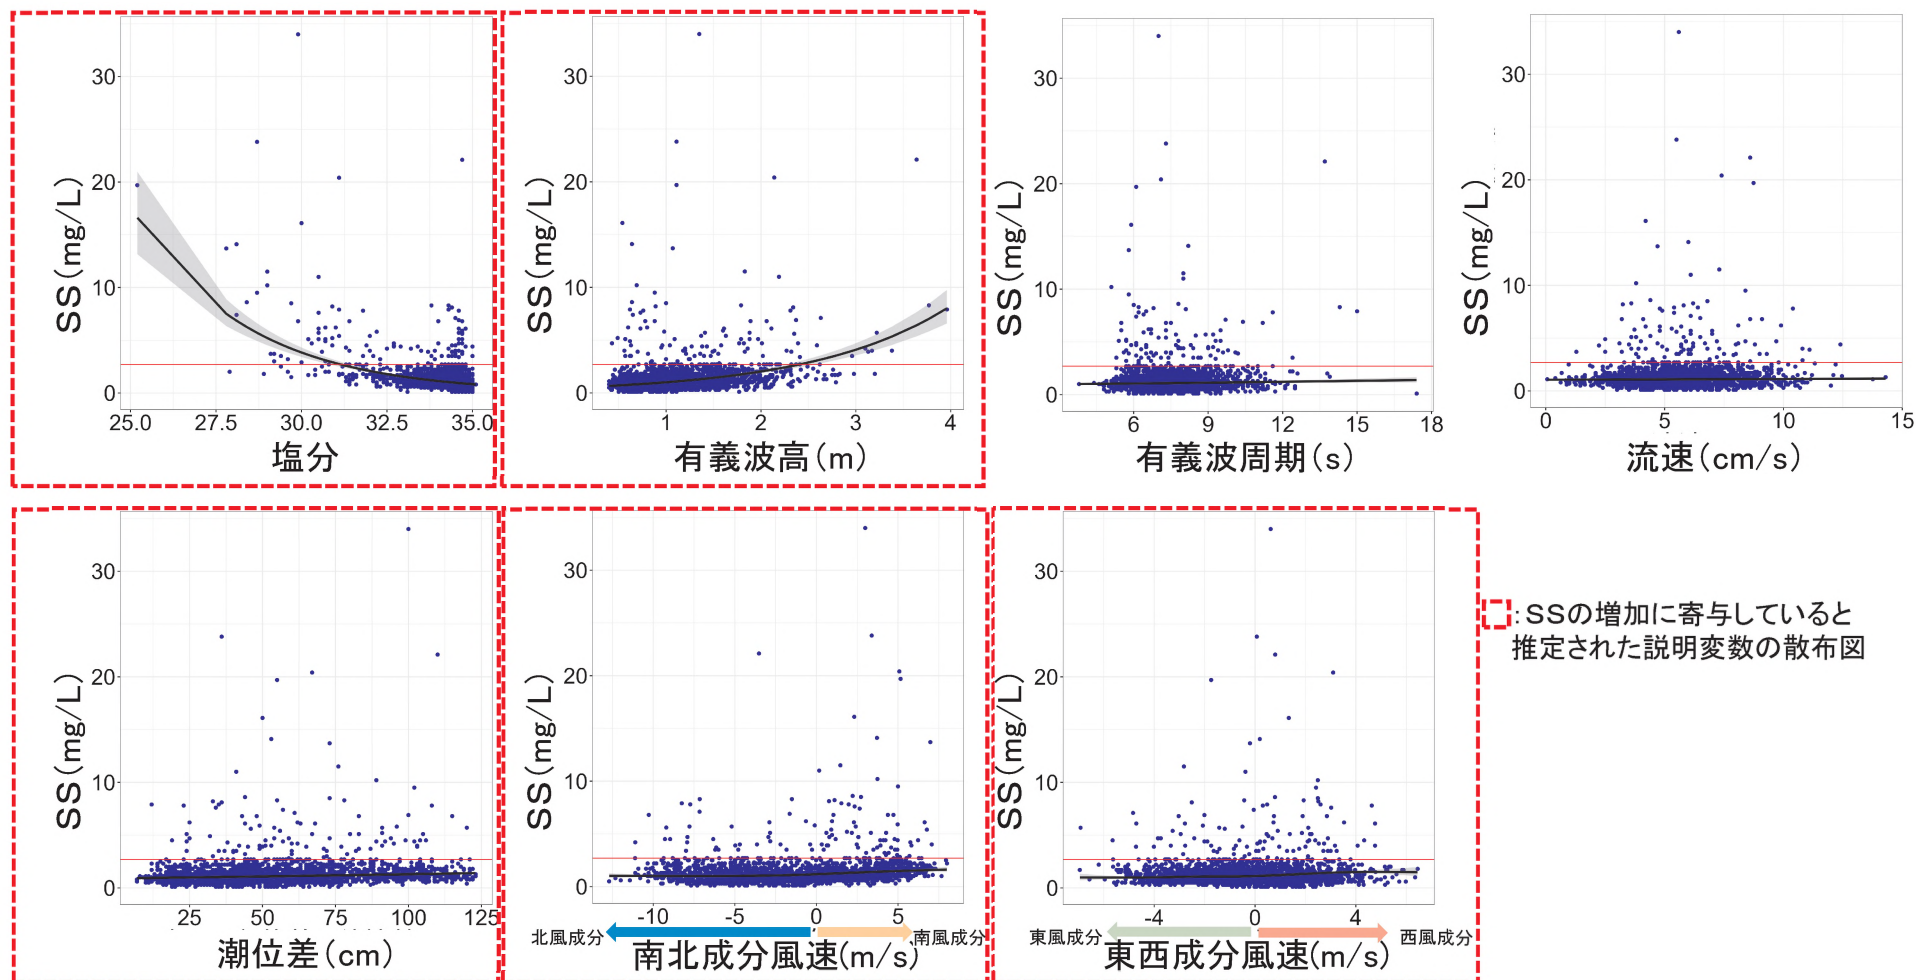 30
20
10
0
SS(mg/L)
25.0 27.5 30.0 32.5 35.0
塩分
30
20
10
0
SS(mg/L)
1 2 3 4
有義波高(m)
30
20
10
0
SS(mg/L)
6 9 12 15 18
有義波周期(s)
30
20
10
0
SS(mg/L)
0 5 10 15
流速(cm/s)
30
20
10
0
SS(mg/L)
25 50 75 100 125
潮位差(cm)
30
20
10
0
SS(mg/L)
-10 -5 0 5
北風成分 南風成分
南北成分風速(m/s)
30
20
10
0
SS(mg/L)
-4 0 4
東風成分 西風成分
東西成分風速(m/s)
:SSの増加に寄与していると
推定された説明変数の散布図